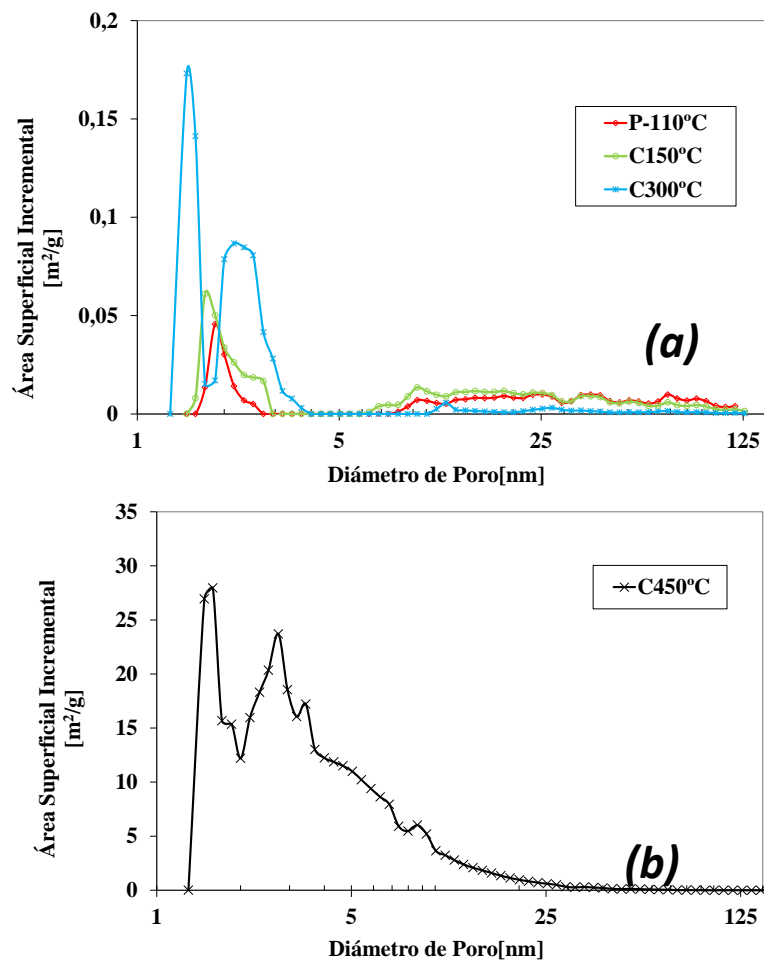 0,2
0,15
0,1
0,05
0
Área Superficial Incremental
[m²/g]
P-110ºC
C150ºC
C300ºC
(a)
1 5 25 125
Diámetro de Poro[nm]
35
30
25
20
15
10
5
0
Área Superficial Incremental
[m²/g]
C450ºC
(b)
1 5 25 125
Diámetro de Poro[nm]